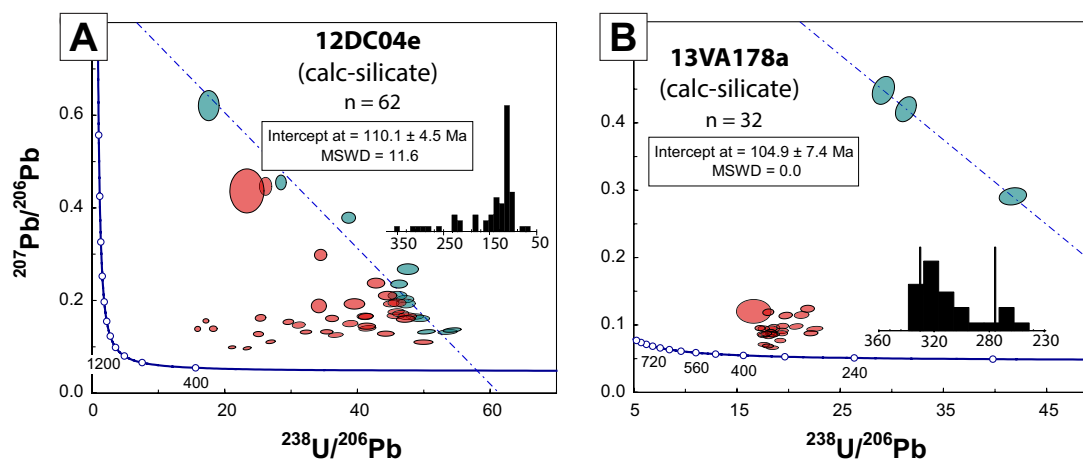 A
12DC04e
(calc-silicate)
n = 62
Intercept at = 110.1 ± 4.5 Ma
MSWD = 11.6
350 250 150 50
0.6
0.4
0.2
0.0
1200
400
0 20 40 60
²⁰⁷Pb/²⁰⁶Pb
²³⁸U/²⁰⁶Pb
B
13VA178a
(calc-silicate)
n = 32
Intercept at = 104.9 ± 7.4 Ma
MSWD = 0.0
360 320 280 230
0.4
0.3
0.2
0.1
0.0
720 560 400 240
5 15 25 35 45
²³⁸U/²⁰⁶Pb